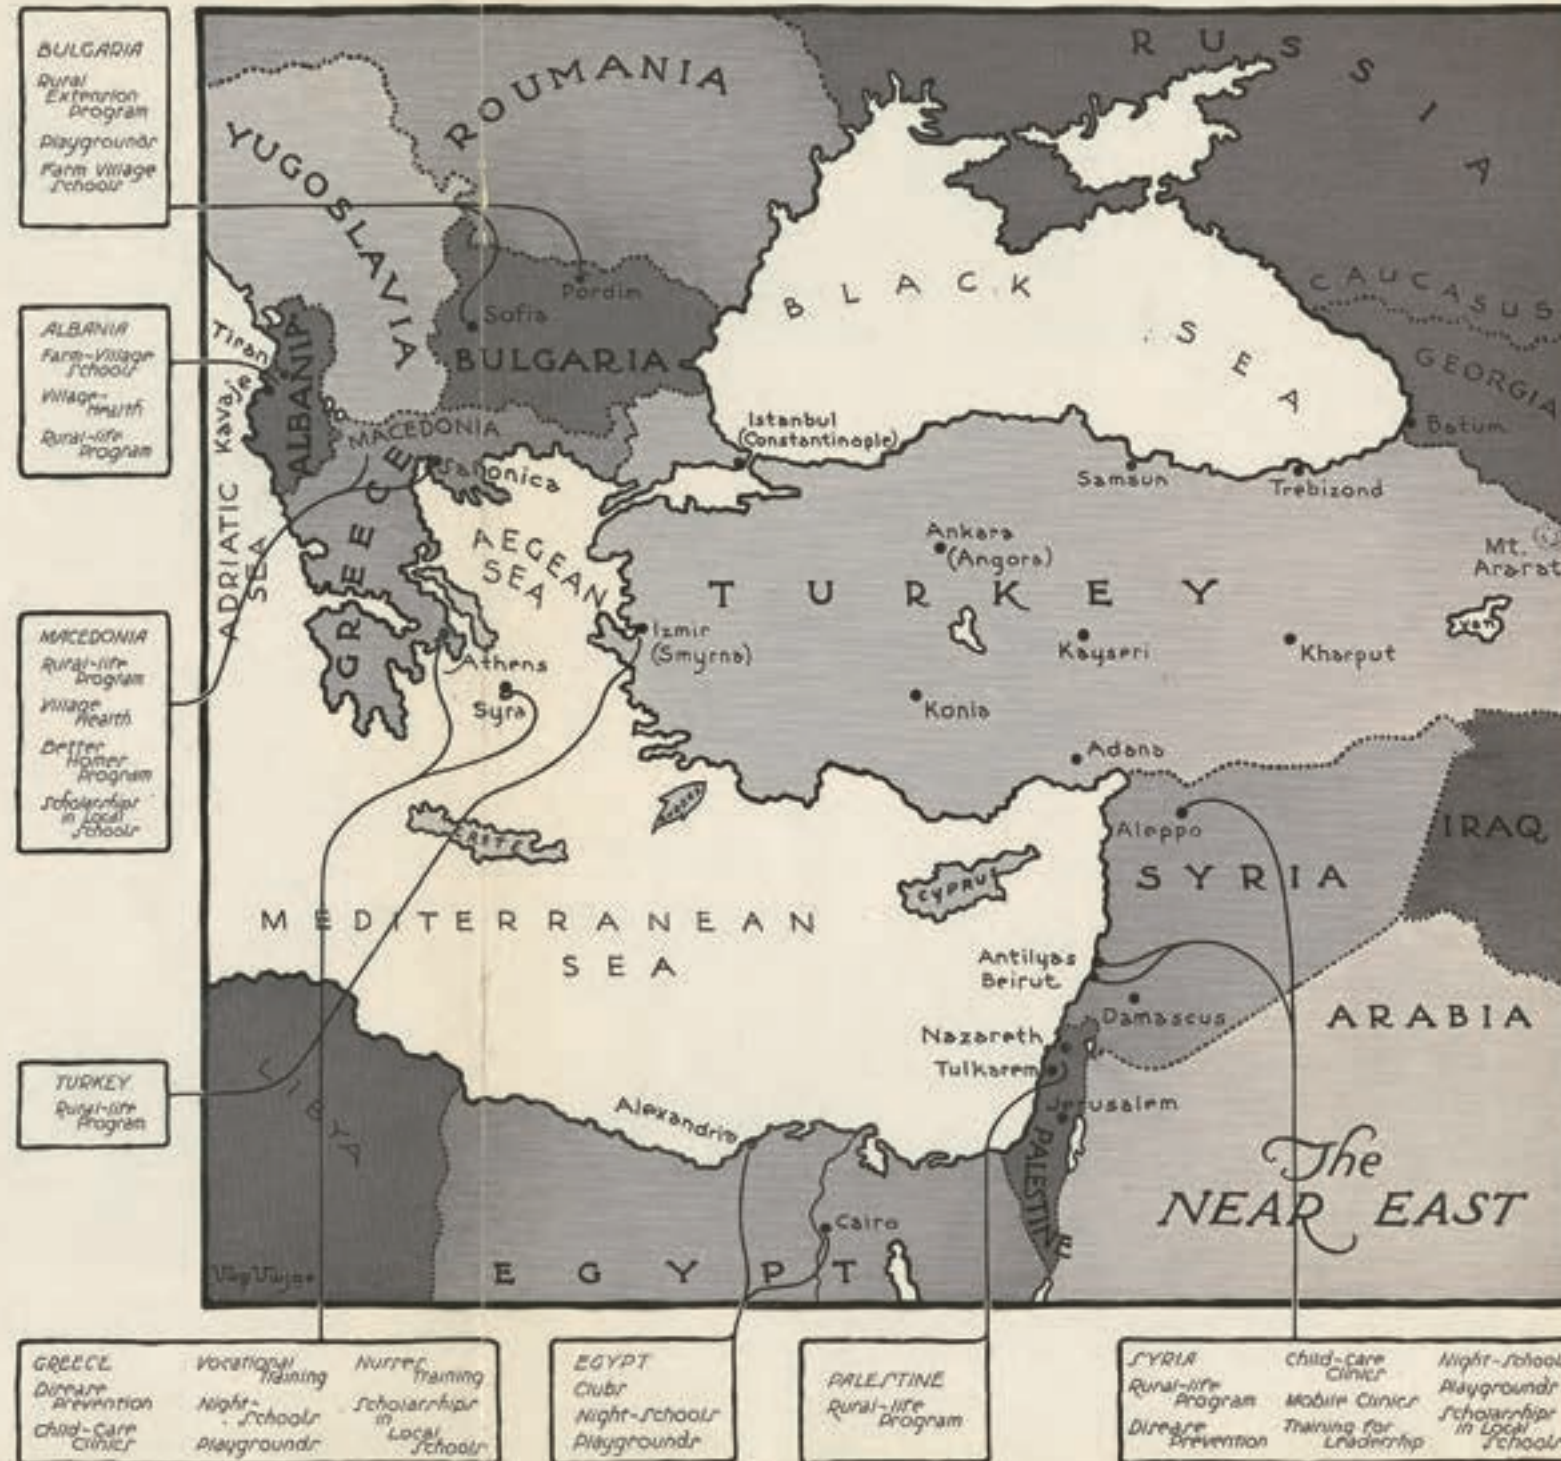 BULGARIA
Rural
Extension
Program
Playgrounds
Farm Village
Schools
ALBANIA
Farm-Village
Schools
Village-
Health
Rural-life
Program
MACEDONIA
Rural-life
Program
Village
Health
Better
Homes
Program
Scholarships
in Local
Schools
TURKEY
Rural-life
Program
ROUMANIA
RUSSIA
YUGOSLAVIA
BLACK SEA
CAUCASUS
GEORGIA
Batum
Pordim
Sofia
BULGARIA
Tiran
Kavaje
ALBANIA
ADRIATIC
SEA
MACEDONIA
GREECE
Salonica
AEGEAN
SEA
Athens
Syra
Istanbul
(Constantinople)
Samsun
Trebizond
Ankara
(Angora)
Mt.
Ararat
TURKEY
Van
Izmir
(Smyrna)
Kayseri
Kharput
Konia
Adana
CRETE
RHODES
CYPRUS
MEDITERRANEAN
SEA
Aleppo
SYRIA
IRAQ
Antilyas
Beirut
Damascus
ARABIA
Nazareth
Tulkarem
Jerusalem
PALESTINE
LIBYA
Alexandria
Cairo
EGYPT
The
NEAR EAST
GREECE
Disease
Prevention
Child-Care
Clinics
Vocational
Training
Night-
Schools
Playgrounds
Nurses
Training
Scholarships
in
Local
Schools
EGYPT
Clubs
Night-Schools
Playgrounds
PALESTINE
Rural-life
Program
SYRIA
Rural-life
Program
Disease
Prevention
Child-care
Clinics
Mobile Clinics
Training for
Leadership
Night-School
Playgrounds
Scholarships
in Local
Schools